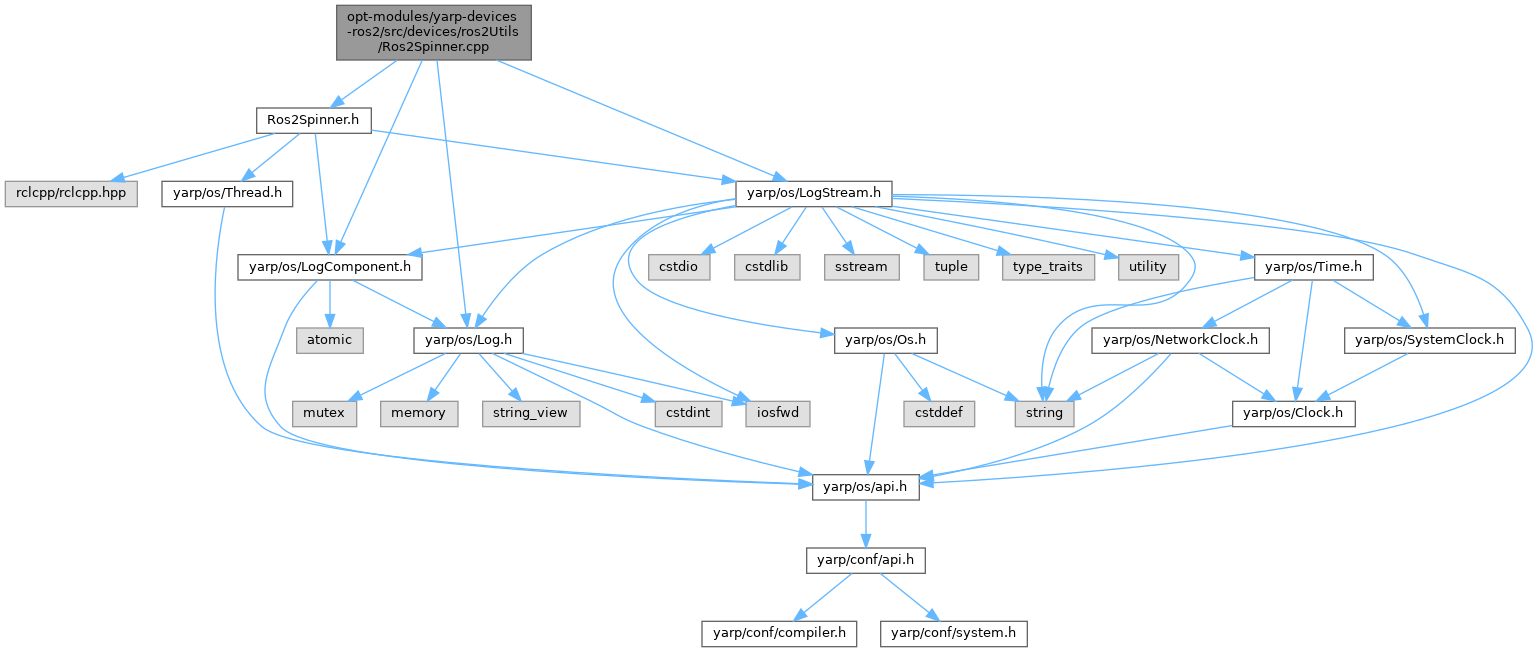 opt-modules/yarp-devices
-ros2/src/devices/ros2Utils
/Ros2Spinner.cpp
Ros2Spinner.h
rclcpp/rclcpp.hpp
yarp/os/Thread.h
yarp/os/LogStream.h
yarp/os/LogComponent.h
cstdio
cstdlib
sstream
tuple
type_traits
utility
yarp/os/Time.h
atomic
yarp/os/Log.h
yarp/os/Os.h
yarp/os/NetworkClock.h
yarp/os/SystemClock.h
mutex
memory
string_view
cstdint
iosfwd
cstddef
string
yarp/os/Clock.h
yarp/os/api.h
yarp/conf/api.h
yarp/conf/compiler.h
yarp/conf/system.h